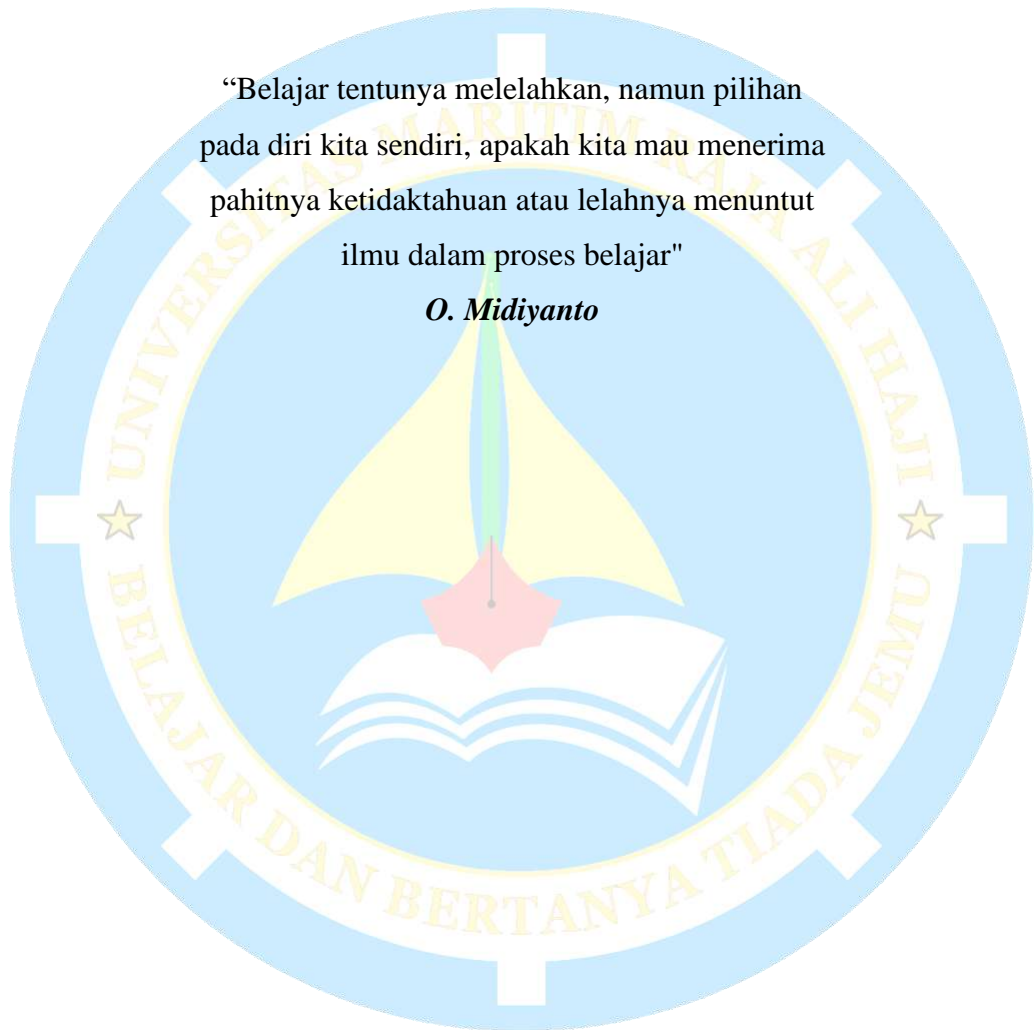 “Belajar tentunya melelahkan, namun pilihan
pada diri kita sendiri, apakah kita mau menerima
pahitnya ketidaktahuan atau lelahnya menuntut
ilmu dalam proses belajar"
O. Midiyanto
UNIVERSITAS MARITIM RAJA ALI HAJI
BELAJAR DAN BERTANYA TIADA JEMU